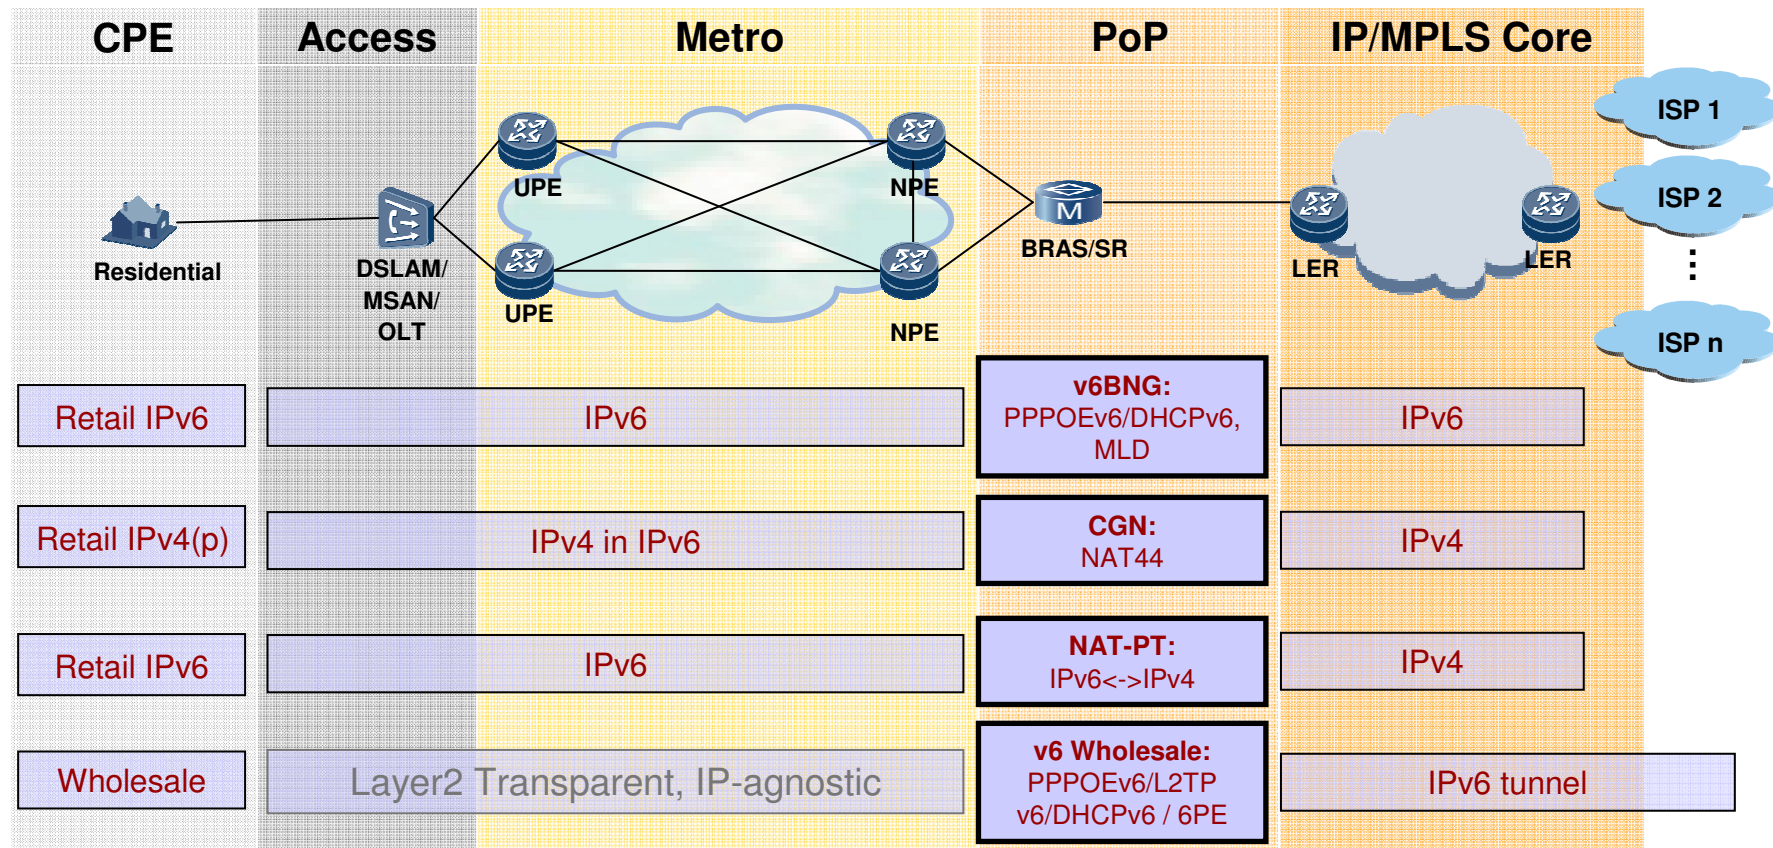 CPE
Access
Metro
PoP
IP/MPLS Core
ISP 1
ISP 2
⋮
ISP n
UPE
NPE
M
Residential
DSLAM/
MSAN/
OLT
UPE
NPE
BRAS/SR
LER
LER
Retail IPv6
IPv6
v6BNG:
PPPOEv6/DHCPv6,
MLD
IPv6
Retail IPv4(p)
IPv4 in IPv6
CGN:
NAT44
IPv4
Retail IPv6
IPv6
NAT-PT:
IPv6<->IPv4
IPv4
Wholesale
Layer2 Transparent, IP-agnostic
v6 Wholesale:
PPPOEv6/L2TP
v6/DHCPv6 / 6PE
IPv6 tunnel